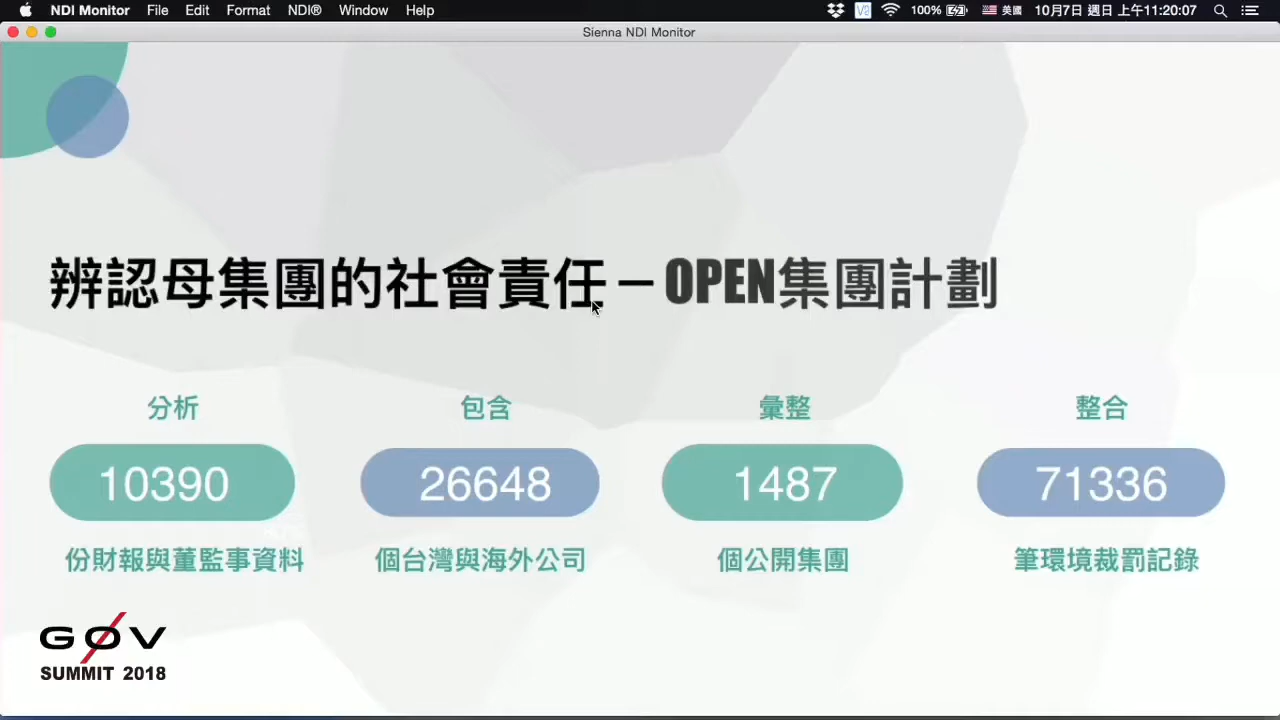 NDI Monitor File Edit Format NDI® Window Help 100% 美國 10月7日 週日 上午11:20:07
Sienna NDI Monitor
辨認母集團的社會責任－OPEN集團計劃
分析 包含 彙整 整合
10390 26648 1487 71336
份財報與董監事資料 個台灣與海外公司 個公開集團 筆環境裁罰記錄
GØV
SUMMIT 2018